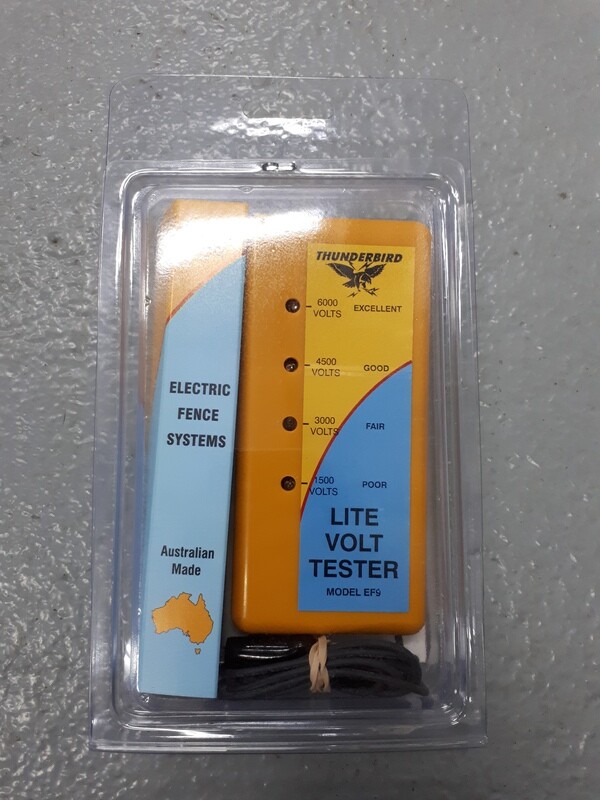 ELECTRIC
FENCE
SYSTEMS
Australian
Made
THUNDERBIRD
6000
VOLTS EXCELLENT
4500
VOLTS GOOD
3000
VOLTS FAIR
1500
VOLTS POOR
LITE
VOLT
TESTER
MODEL EF9